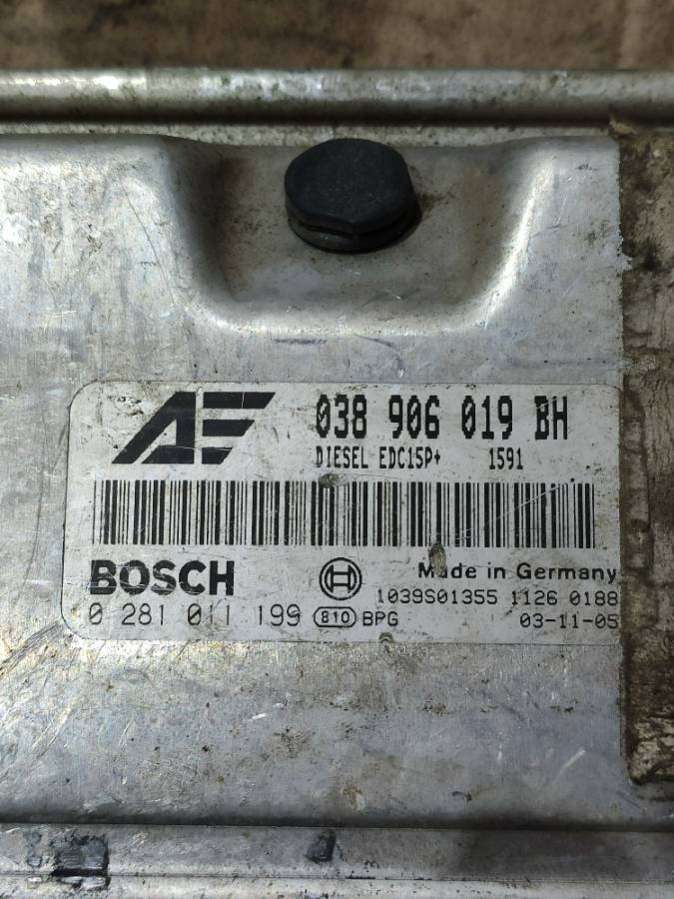 AE 038 906 019 BH
DIESEL EDC15P+ 1591
BOSCH Made in Germany
1039S01355 1126 0188
0 281 011 199 810 BPG 03-11-05